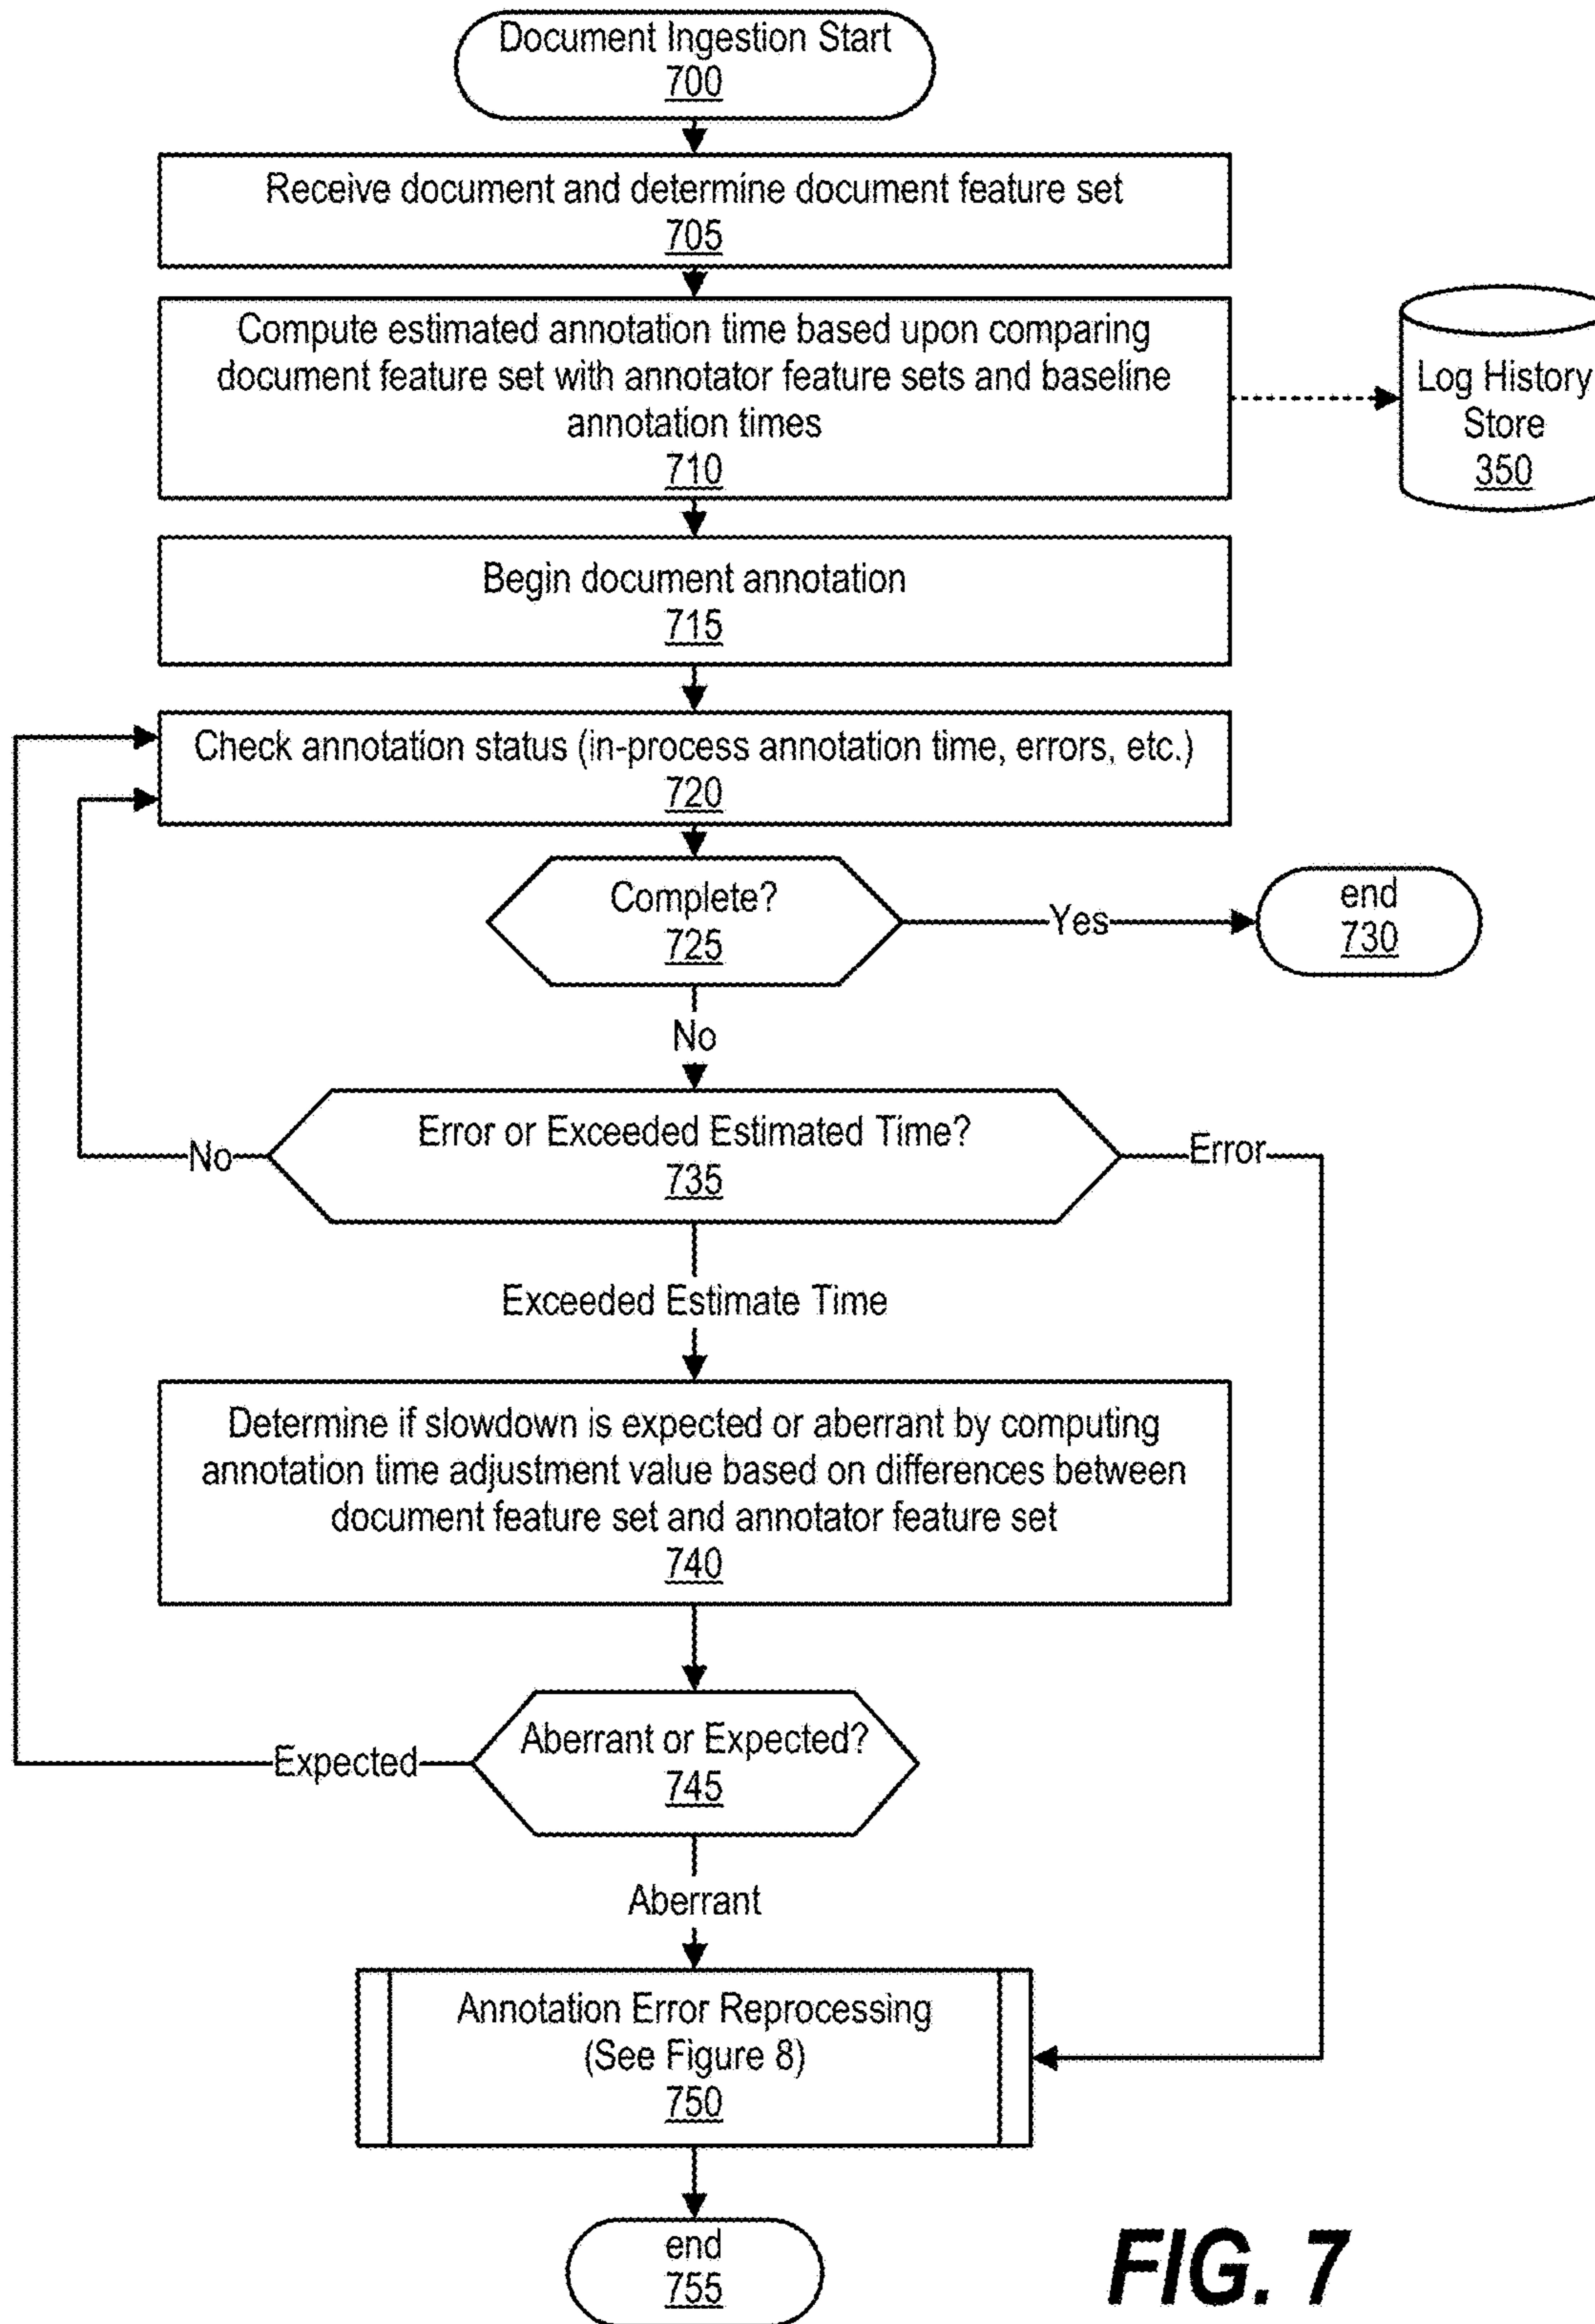 Document Ingestion Start
700
Receive document and determine document feature set
705
Compute estimated annotation time based upon comparing
document feature set with annotator feature sets and baseline
annotation times
710
Log History
Store
350
Begin document annotation
715
Check annotation status (in-process annotation time, errors, etc.)
720
Complete?
725
Yes
end
730
No
Error or Exceeded Estimated Time?
735
No
Error
Exceeded Estimate Time
Determine if slowdown is expected or aberrant by computing
annotation time adjustment value based on differences between
document feature set and annotator feature set
740
Aberrant or Expected?
745
Expected
Aberrant
Annotation Error Reprocessing
(See Figure 8)
750
end
755
FIG. 7